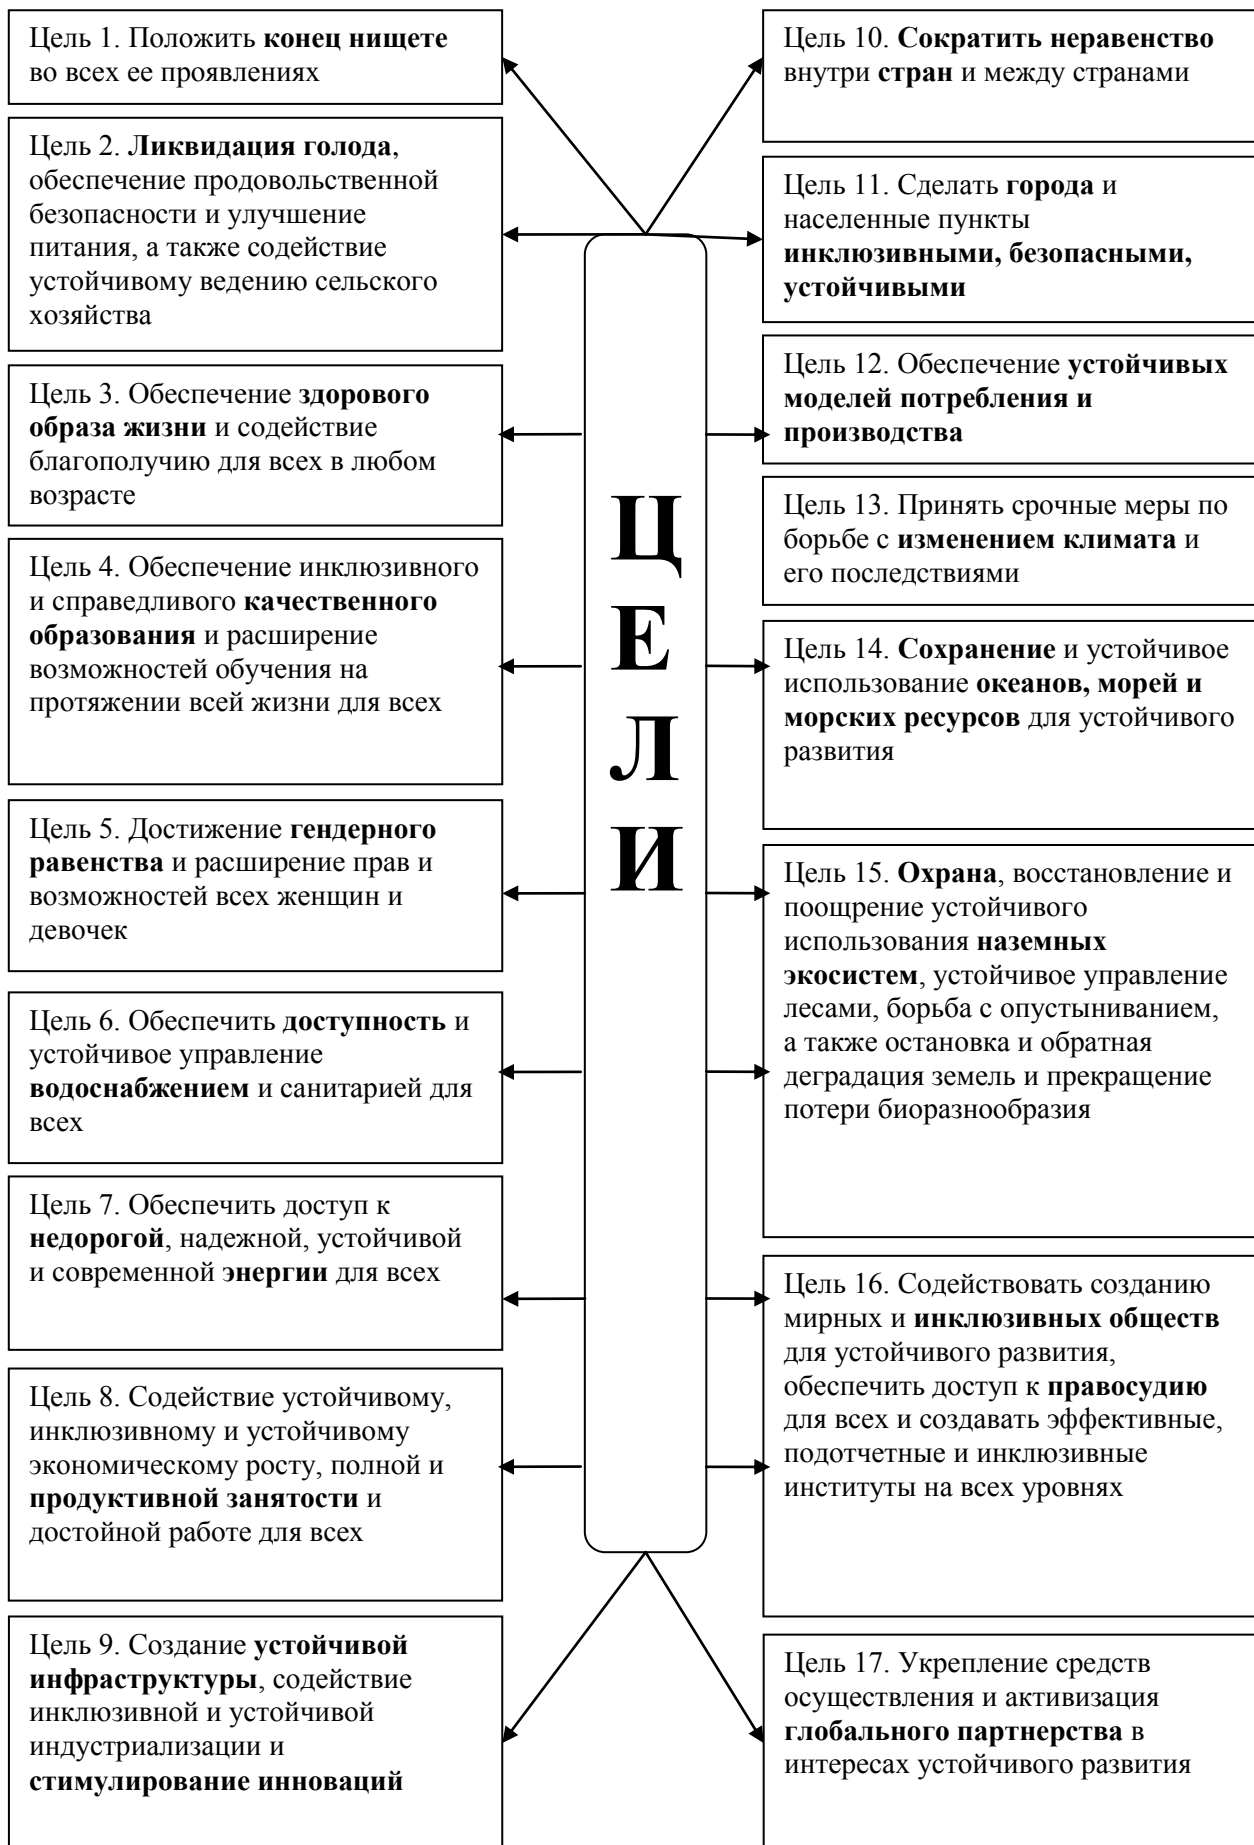 Цель 1. Положить конец нищете
во всех ее проявлениях
Цель 2. Ликвидация голода,
обеспечение продовольственной
безопасности и улучшение
питания, а также содействие
устойчивому ведению сельского
хозяйства
Цель 3. Обеспечение здорового
образа жизни и содействие
благополучию для всех в любом
возрасте
Цель 4. Обеспечение инклюзивного
и справедливого качественного
образования и расширение
возможностей обучения на
протяжении всей жизни для всех
Цель 5. Достижение гендерного
равенства и расширение прав и
возможностей всех женщин и
девочек
Цель 6. Обеспечить доступность и
устойчивое управление
водоснабжением и санитарией для
всех
Цель 7. Обеспечить доступ к
недорогой, надежной, устойчивой
и современной энергии для всех
Цель 8. Содействие устойчивому,
инклюзивному и устойчивому
экономическому росту, полной и
продуктивной занятости и
достойной работе для всех
Цель 9. Создание устойчивой
инфраструктуры, содействие
инклюзивной и устойчивой
индустриализации и
стимулирование инноваций
Ц
Е
Л
И
Цель 10. Сократить неравенство
внутри стран и между странами
Цель 11. Сделать города и
населенные пункты
инклюзивными, безопасными,
устойчивыми
Цель 12. Обеспечение устойчивых
моделей потребления и
производства
Цель 13. Принять срочные меры по
борьбе с изменением климата и
его последствиями
Цель 14. Сохранение и устойчивое
использование океанов, морей и
морских ресурсов для устойчивого
развития
Цель 15. Охрана, восстановление и
поощрение устойчивого
использования наземных
экосистем, устойчивое управление
лесами, борьба с опустыниванием,
а также остановка и обратная
деградация земель и прекращение
потери биоразнообразия
Цель 16. Содействовать созданию
мирных и инклюзивных обществ
для устойчивого развития,
обеспечить доступ к правосудию
для всех и создавать эффективные,
подотчетные и инклюзивные
институты на всех уровнях
Цель 17. Укрепление средств
осуществления и активизация
глобального партнерства в
интересах устойчивого развития